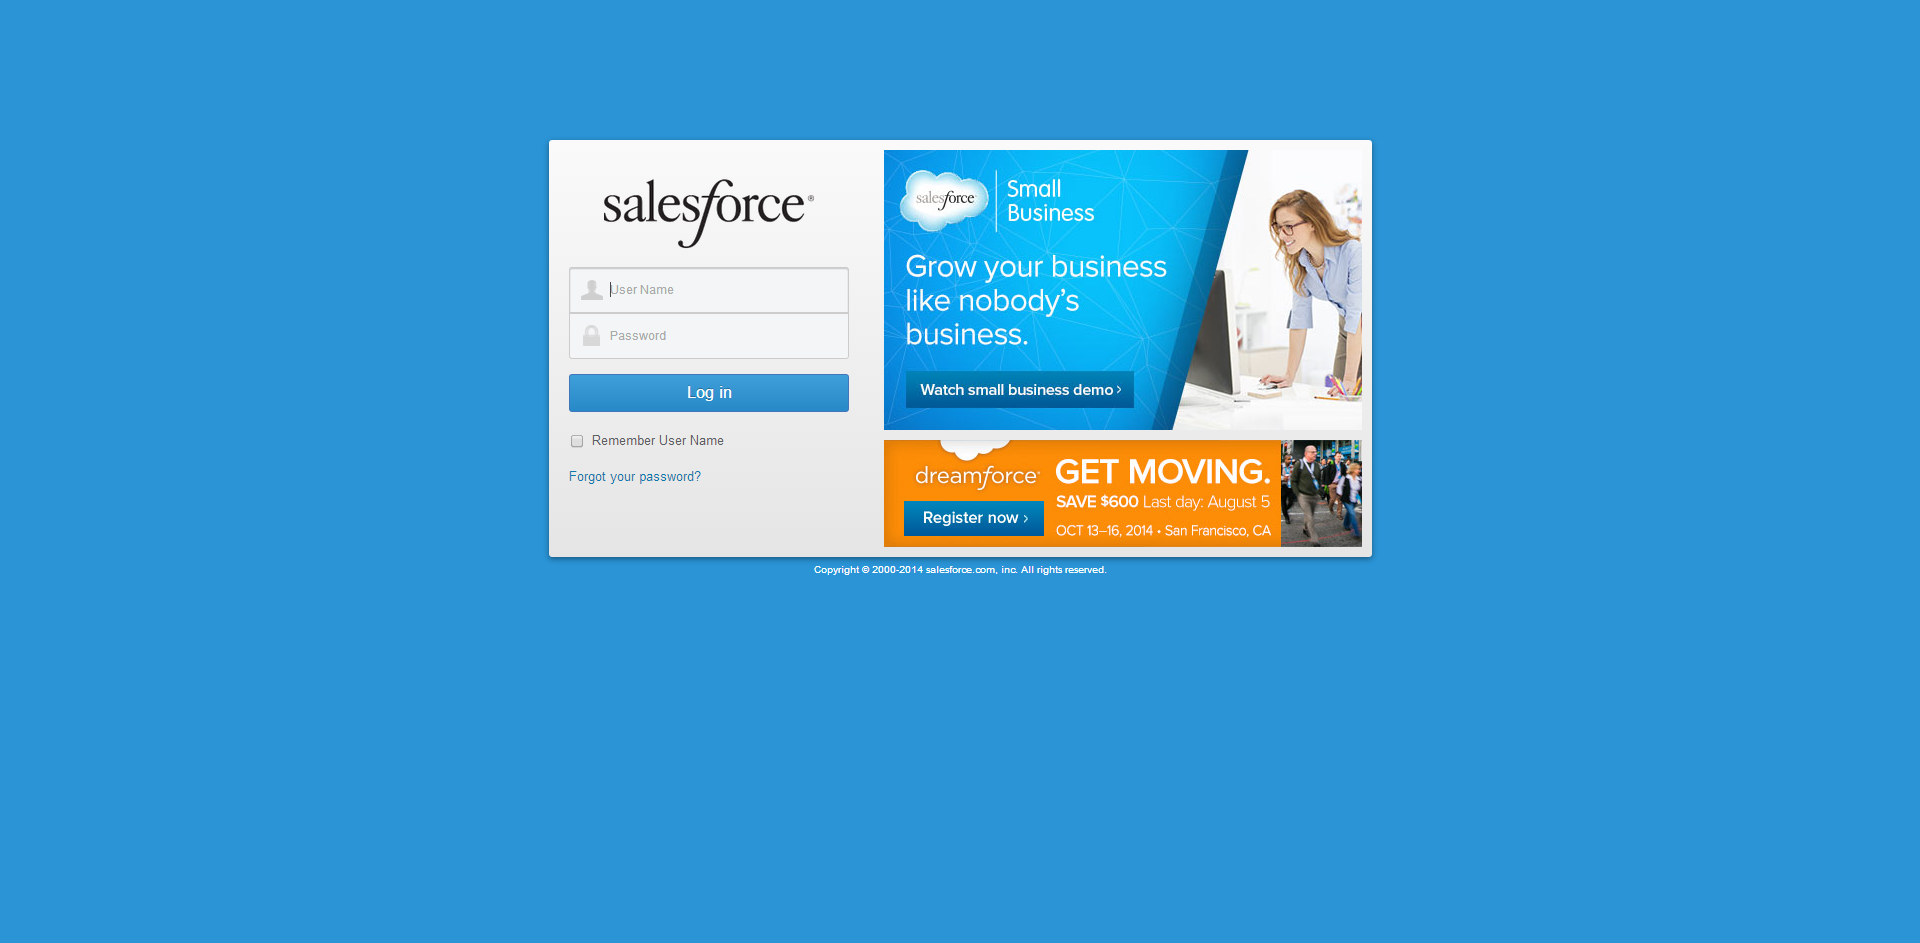 salesforce®
User Name
Password
Log in
Remember User Name
Forgot your password?
salesforce
Small
Business
Grow your business
like nobody's
business.
Watch small business demo ›
dreamforce®
Register now ›
GET MOVING.
SAVE $600 Last day: August 5
OCT 13–16, 2014 • San Francisco, CA
Copyright © 2000-2014 salesforce.com, inc. All rights reserved.